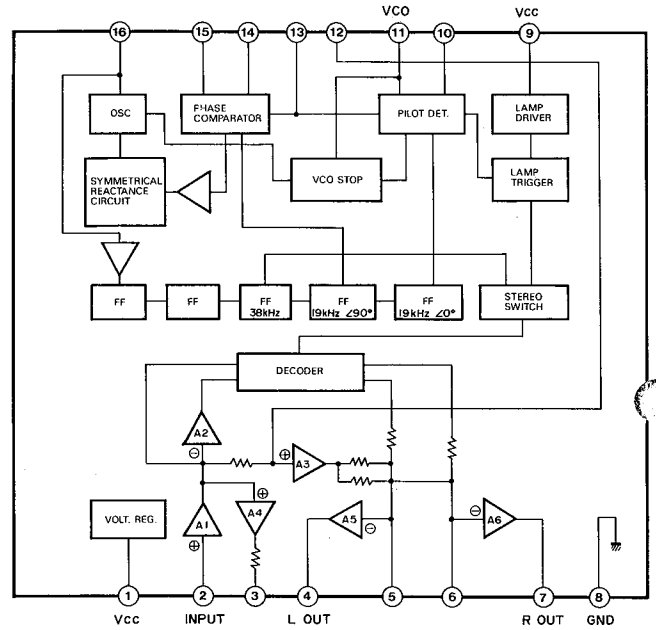 VCO Vcc
16 15 14 13 12 11 10 9
OSC
PHASE
COMPARATOR
PILOT DET.
LAMP
DRIVER
SYMMETRICAL
REACTANCE
CIRCUIT
VCO STOP
LAMP
TRIGGER
FF
FF
FF
38kHz
FF
19kHz ∠90°
FF
19kHz ∠0°
STEREO
SWITCH
DECODER
A2
⊖
⊕
A3
⊕
A4
A1
⊕
A5
⊖
⊖
A6
VOLT. REG.
1 2 3 4 5 6 7 8
Vcc INPUT L OUT R OUT GND